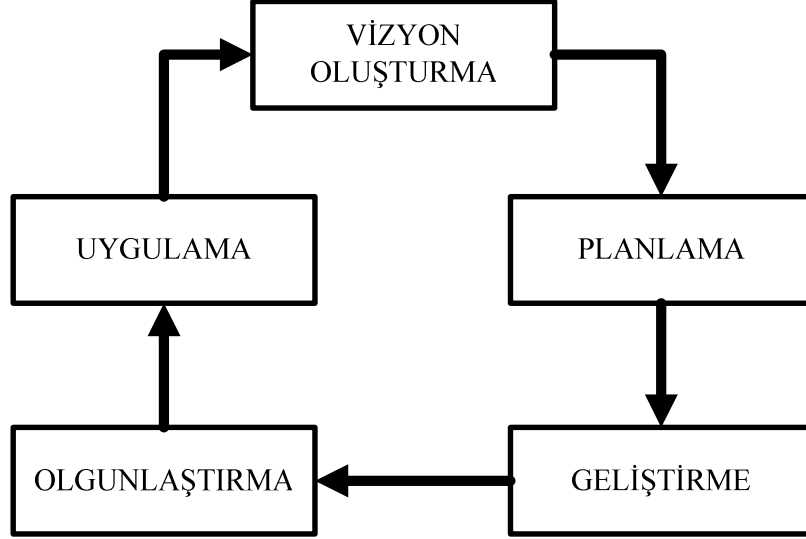 VİZYON
OLUŞTURMA
UYGULAMA
PLANLAMA
OLGUNLAŞTIRMA
GELİŞTİRME